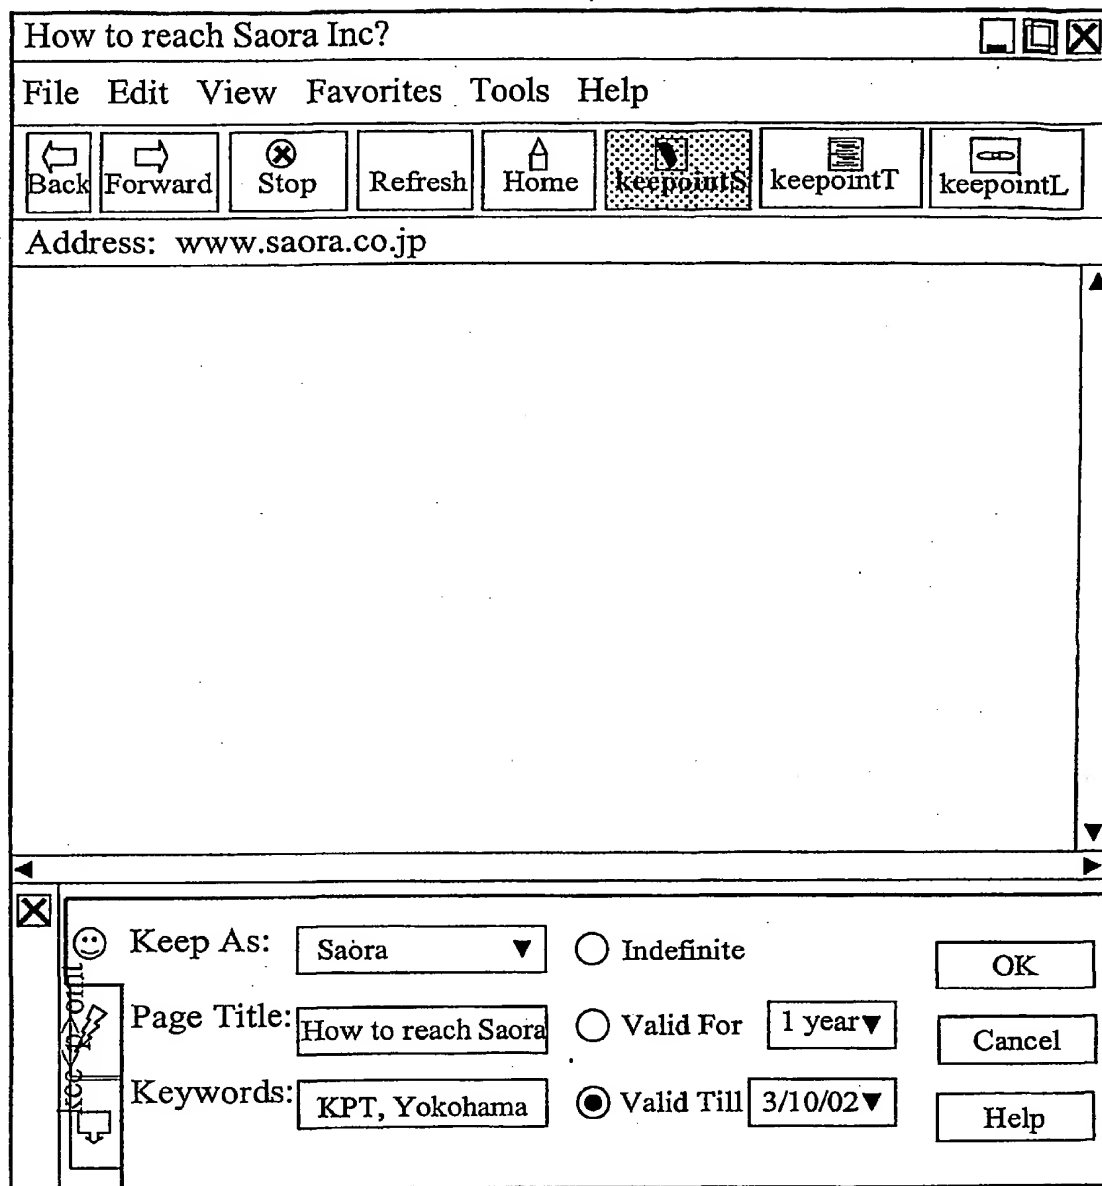 How to reach Saora Inc?
File Edit View Favorites Tools Help
Back Forward Stop Refresh Home keepointS keepointT keepointL
Address: www.saora.co.jp
Keep As: Saora Indefinite OK
Page Title: How to reach Saora Valid For 1 year Cancel
Keywords: KPT, Yokohama Valid Till 3/10/02 Help